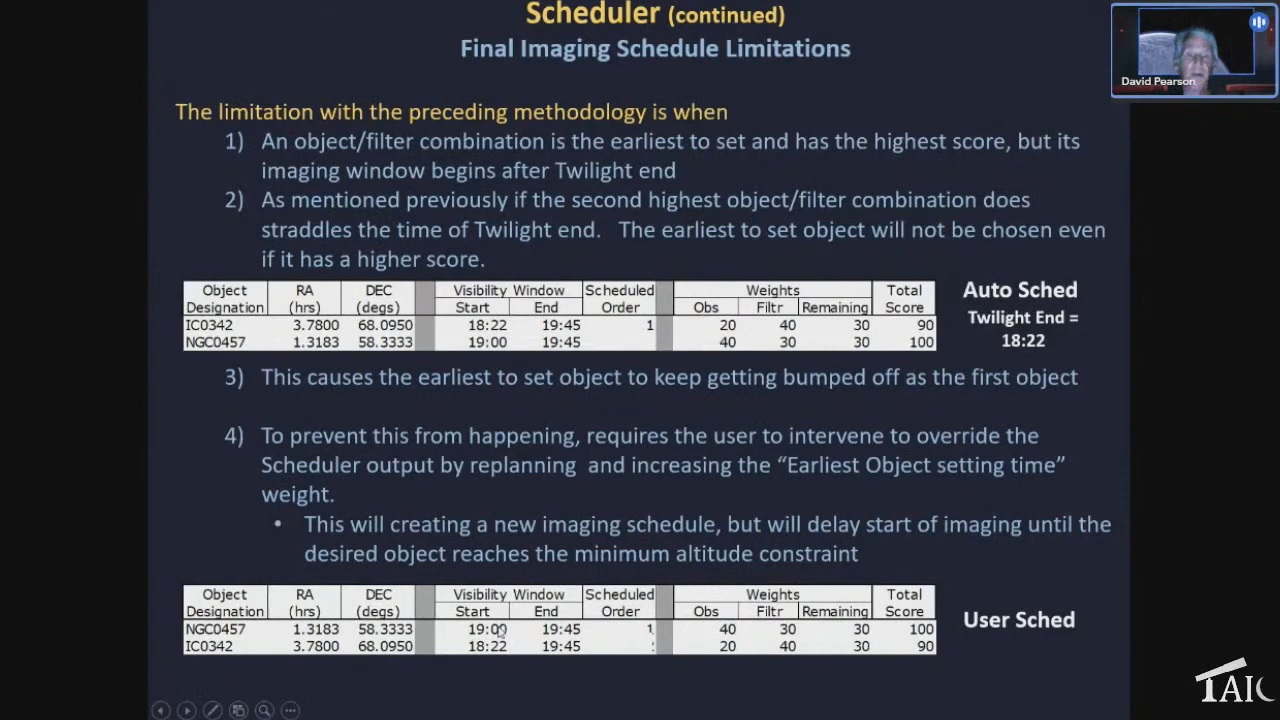 Scheduler (continued)
Final Imaging Schedule Limitations
David Pearson
The limitation with the preceding methodology is when
1) An object/filter combination is the earliest to set and has the highest score, but its
imaging window begins after Twilight end
2) As mentioned previously if the second highest object/filter combination does
straddles the time of Twilight end. The earliest to set object will not be chosen even
if it has a higher score.
Object RA DEC Visibility Window Scheduled Weights Total
Designation (hrs) (degs) Start End Order Obs Filtr Remaining Score
IC0342 3.7800 68.0950 18:22 19:45 1 20 40 30 90
NGC0457 1.3183 58.3333 19:00 19:45 40 30 30 100
Auto Sched
Twilight End =
18:22
3) This causes the earliest to set object to keep getting bumped off as the first object
4) To prevent this from happening, requires the user to intervene to override the
Scheduler output by replanning and increasing the “Earliest Object setting time”
weight.
• This will creating a new imaging schedule, but will delay start of imaging until the
desired object reaches the minimum altitude constraint
Object RA DEC Visibility Window Scheduled Weights Total
Designation (hrs) (degs) Start End Order Obs Filtr Remaining Score
NGC0457 1.3183 58.3333 19:00 19:45 1 40 30 30 100
IC0342 3.7800 68.0950 18:22 19:45 20 40 30 90
User Sched
TAIC